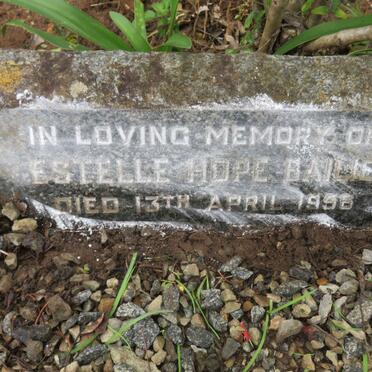 IN LOVING MEMORY O
ESTELLE HOPE
DIED 13TH APRIL